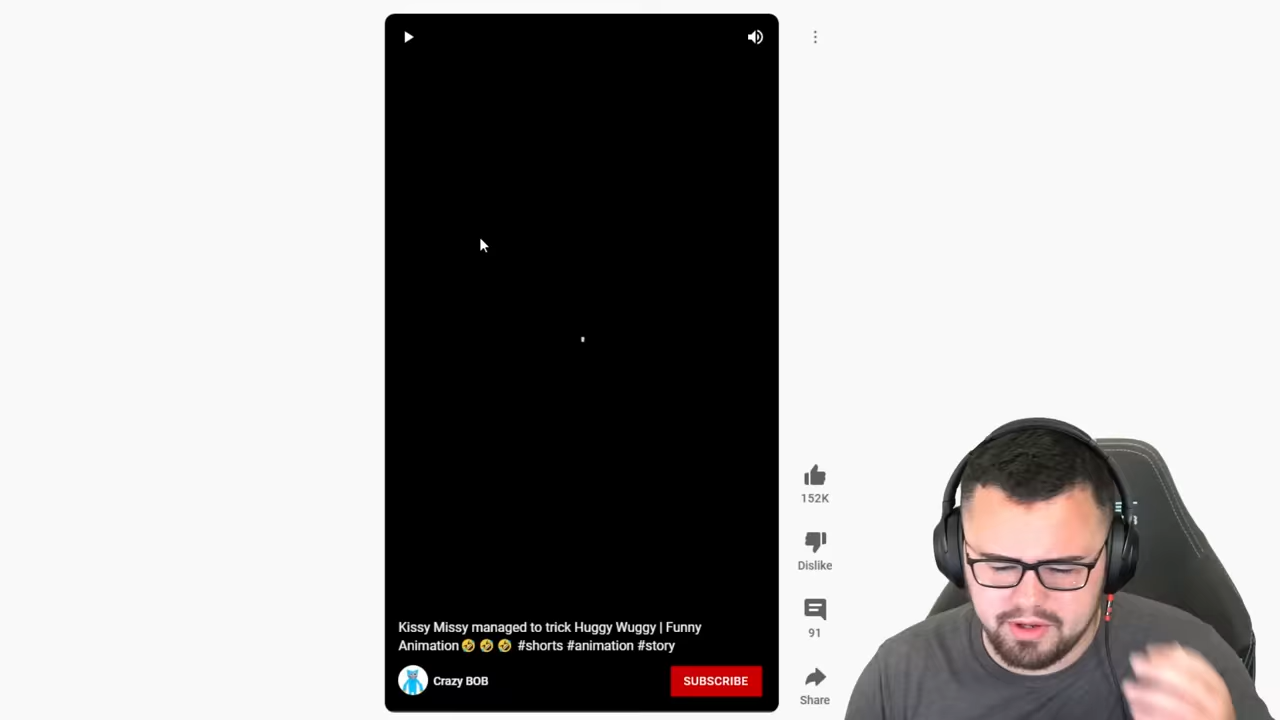 152K
Dislike
91
Share
Kissy Missy managed to trick Huggy Wuggy | Funny
Animation🤣 🤣 🤣 #shorts #animation #story
Crazy BOB
SUBSCRIBE